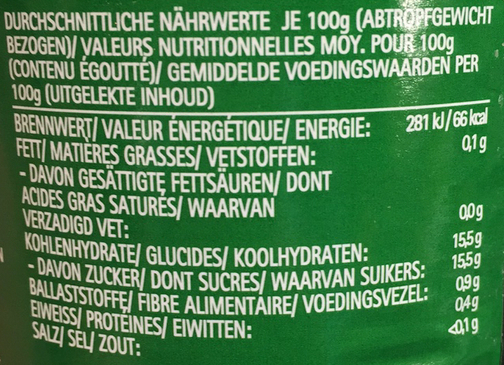 DURCHSCHNITTLICHE NÄHRWERTE JE 100g (ABTROPFGEWICHT
BEZOGEN)/ VALEURS NUTRITIONNELLES MOY. POUR 100g
(CONTENU ÉGOUTTÉ)/ GEMIDDELDE VOEDINGSWAARDEN PER
100g (UITGELEKTE INHOUD)
BRENNWERT/ VALEUR ÉNERGÉTIQUE/ ENERGIE: 281 kJ/66 kcal
FETT/ MATIÈRES GRASSES/ VETSTOFFEN: 0,1 g
- DAVON GESÄTTIGTE FETTSÄUREN/ DONT
ACIDES GRAS SATURÉS/ WAARVAN
VERZADIGD VET: 0,0 g
KOHLENHYDRATE/ GLUCIDES/ KOOLHYDRATEN: 15,5 g
- DAVON ZUCKER/ DONT SUCRES/ WAARVAN SUIKERS: 15,5 g
BALLASTSTOFFE/ FIBRE ALIMENTAIRE/ VOEDINGSVEZEL: 0,9 g
EIWEISS/ PROTÉINES/ EIWITTEN: 0,4 g
SALZ/ SEL/ ZOUT: <0,1 g